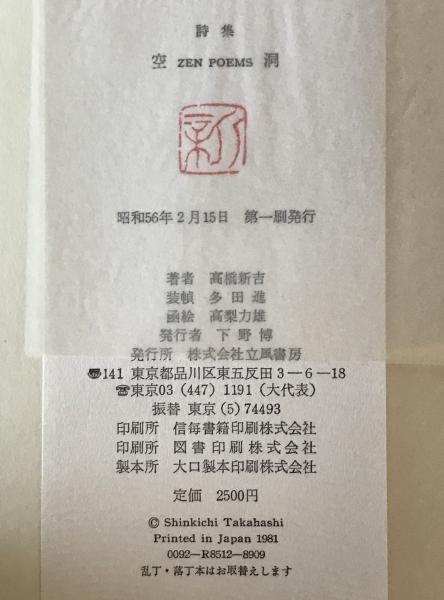 詩集
空 ZEN POEMS 洞
新
昭和56年2月15日 第一刷発行
著者 高橋新吉
装幀 多田進
函絵 高梨力雄
発行者 下野博
発行所 株式会社立風書房
〠141 東京都品川区東五反田3−6−18
☎東京03(447)1191(大代表)
振替 東京(5)74493
印刷所 信毎書籍印刷株式会社
印刷所 図書印刷株式会社
製本所 大口製本印刷株式会社
定価 2500円
© Shinkichi Takahashi
Printed in Japan 1981
0092−R8512−8909
乱丁・落丁本はお取替えします